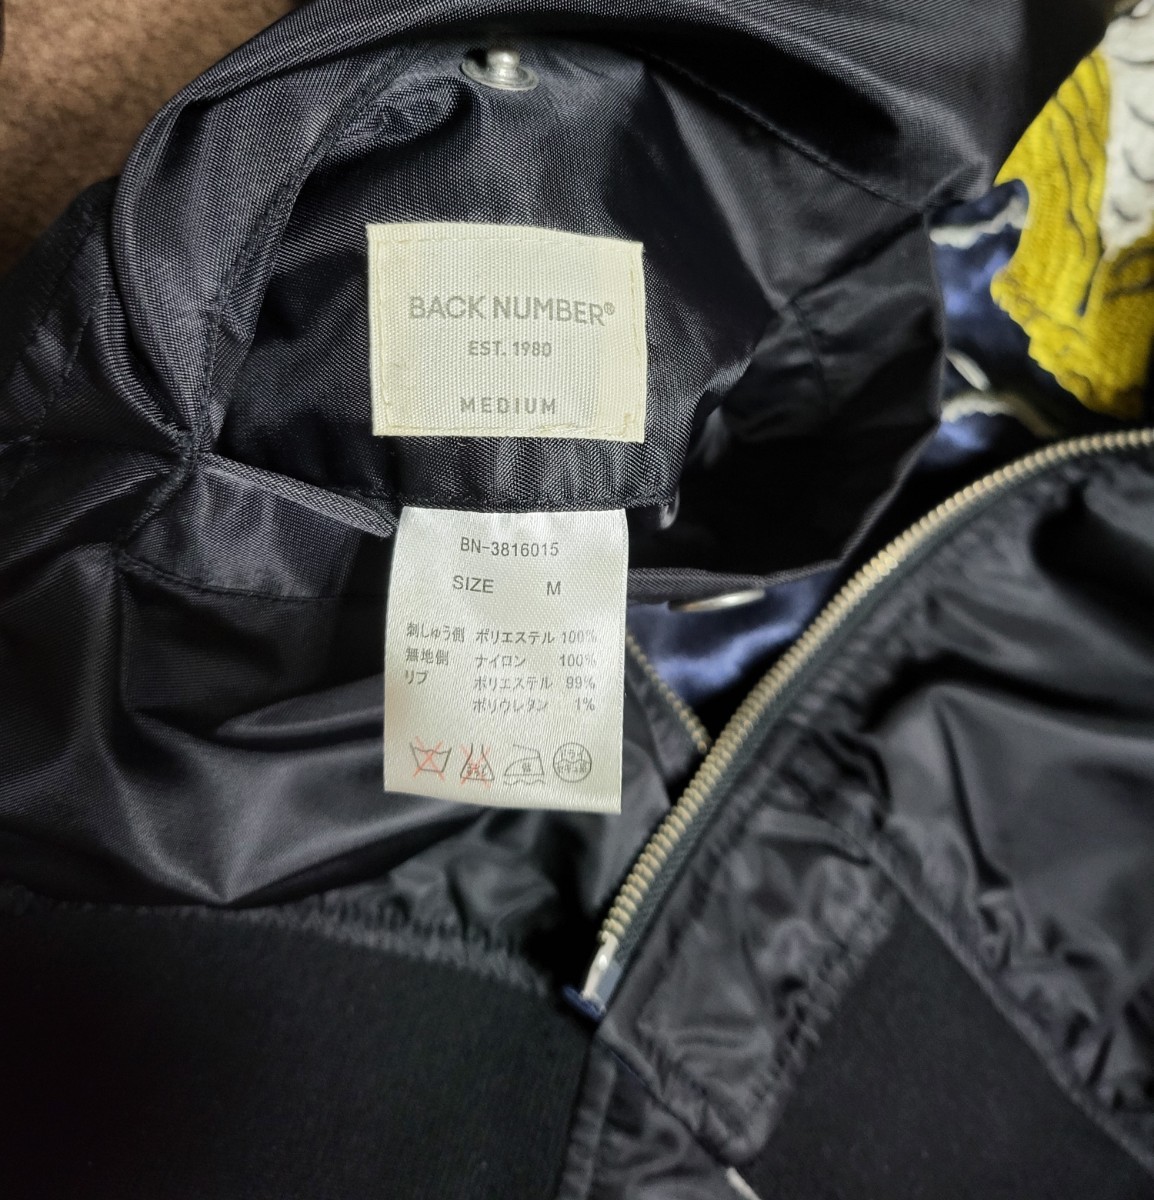 BACK NUMBER®
EST. 1980
MEDIUM
BN-3816015
SIZE M
刺しゅう側 ポリエステル 100%
無地側 ナイロン 100%
リブ ポリエステル 99%
ポリウレタン 1%